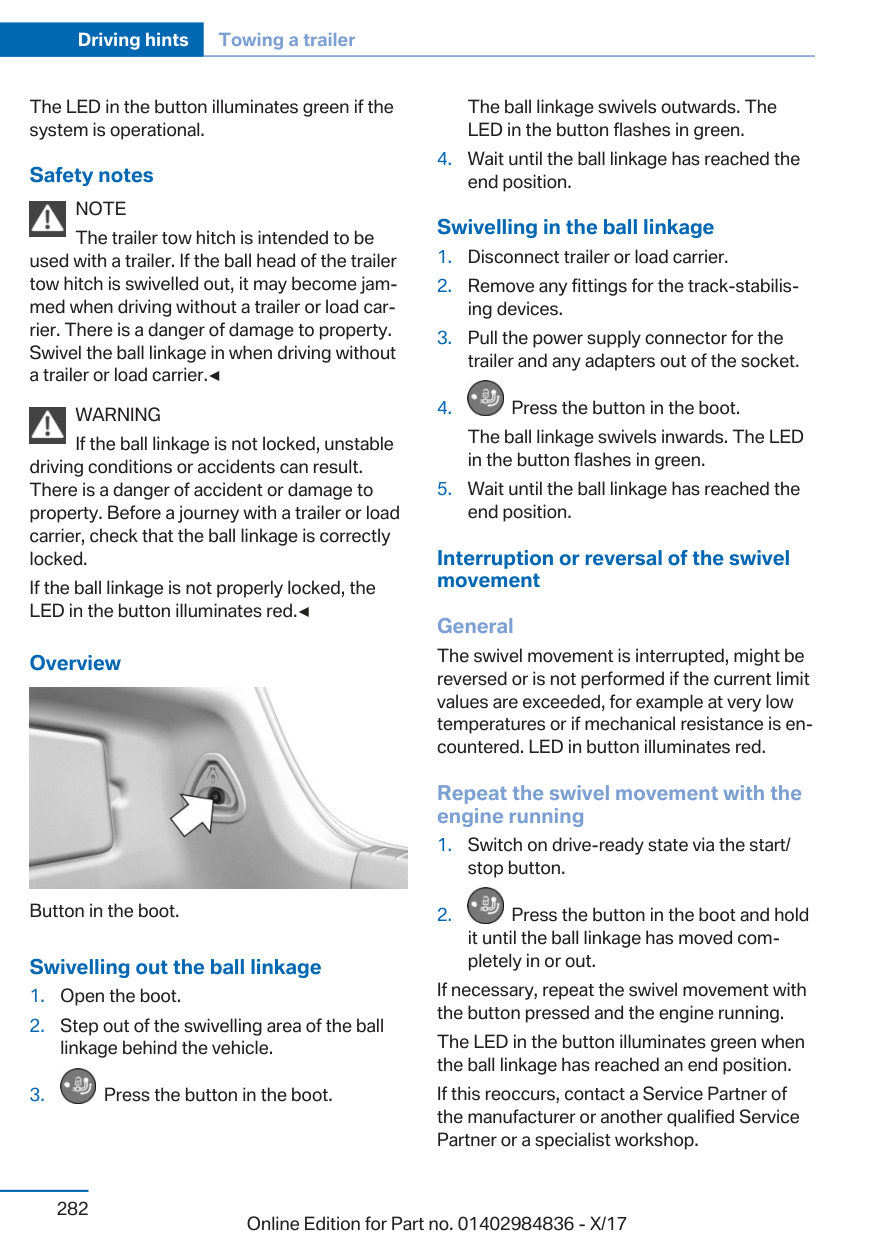 Driving hints Towing a trailer
The LED in the button illuminates green if the
system is operational.
Safety notes
NOTE
The trailer tow hitch is intended to be
used with a trailer. If the ball head of the trailer
tow hitch is swivelled out, it may become jam-
med when driving without a trailer or load car-
rier. There is a danger of damage to property.
Swivel the ball linkage in when driving without
a trailer or load carrier.◄
WARNING
If the ball linkage is not locked, unstable
driving conditions or accidents can result.
There is a danger of accident or damage to
property. Before a journey with a trailer or load
carrier, check that the ball linkage is correctly
locked.
If the ball linkage is not properly locked, the
LED in the button illuminates red.◄
Overview
Button in the boot.
Swivelling out the ball linkage
1. Open the boot.
2. Step out of the swivelling area of the ball
linkage behind the vehicle.
3. Press the button in the boot.
The ball linkage swivels outwards. The
LED in the button flashes in green.
4. Wait until the ball linkage has reached the
end position.
Swivelling in the ball linkage
1. Disconnect trailer or load carrier.
2. Remove any fittings for the track-stabilis-
ing devices.
3. Pull the power supply connector for the
trailer and any adapters out of the socket.
4. Press the button in the boot.
The ball linkage swivels inwards. The LED
in the button flashes in green.
5. Wait until the ball linkage has reached the
end position.
Interruption or reversal of the swivel
movement
General
The swivel movement is interrupted, might be
reversed or is not performed if the current limit
values are exceeded, for example at very low
temperatures or if mechanical resistance is en-
countered. LED in button illuminates red.
Repeat the swivel movement with the
engine running
1. Switch on drive-ready state via the start/
stop button.
2. Press the button in the boot and hold
it until the ball linkage has moved com-
pletely in or out.
If necessary, repeat the swivel movement with
the button pressed and the engine running.
The LED in the button illuminates green when
the ball linkage has reached an end position.
If this reoccurs, contact a Service Partner of
the manufacturer or another qualified Service
Partner or a specialist workshop.
282
Online Edition for Part no. 01402984836 - X/17